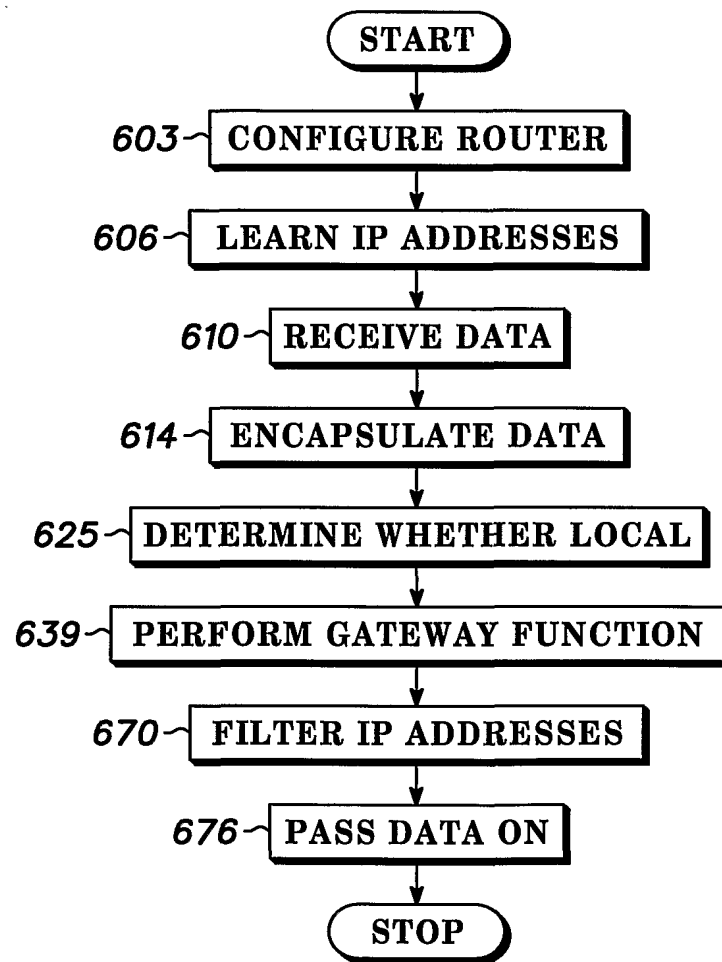 START
603 CONFIGURE ROUTER
606 LEARN IP ADDRESSES
610 RECEIVE DATA
614 ENCAPSULATE DATA
625 DETERMINE WHETHER LOCAL
639 PERFORM GATEWAY FUNCTION
670 FILTER IP ADDRESSES
676 PASS DATA ON
STOP